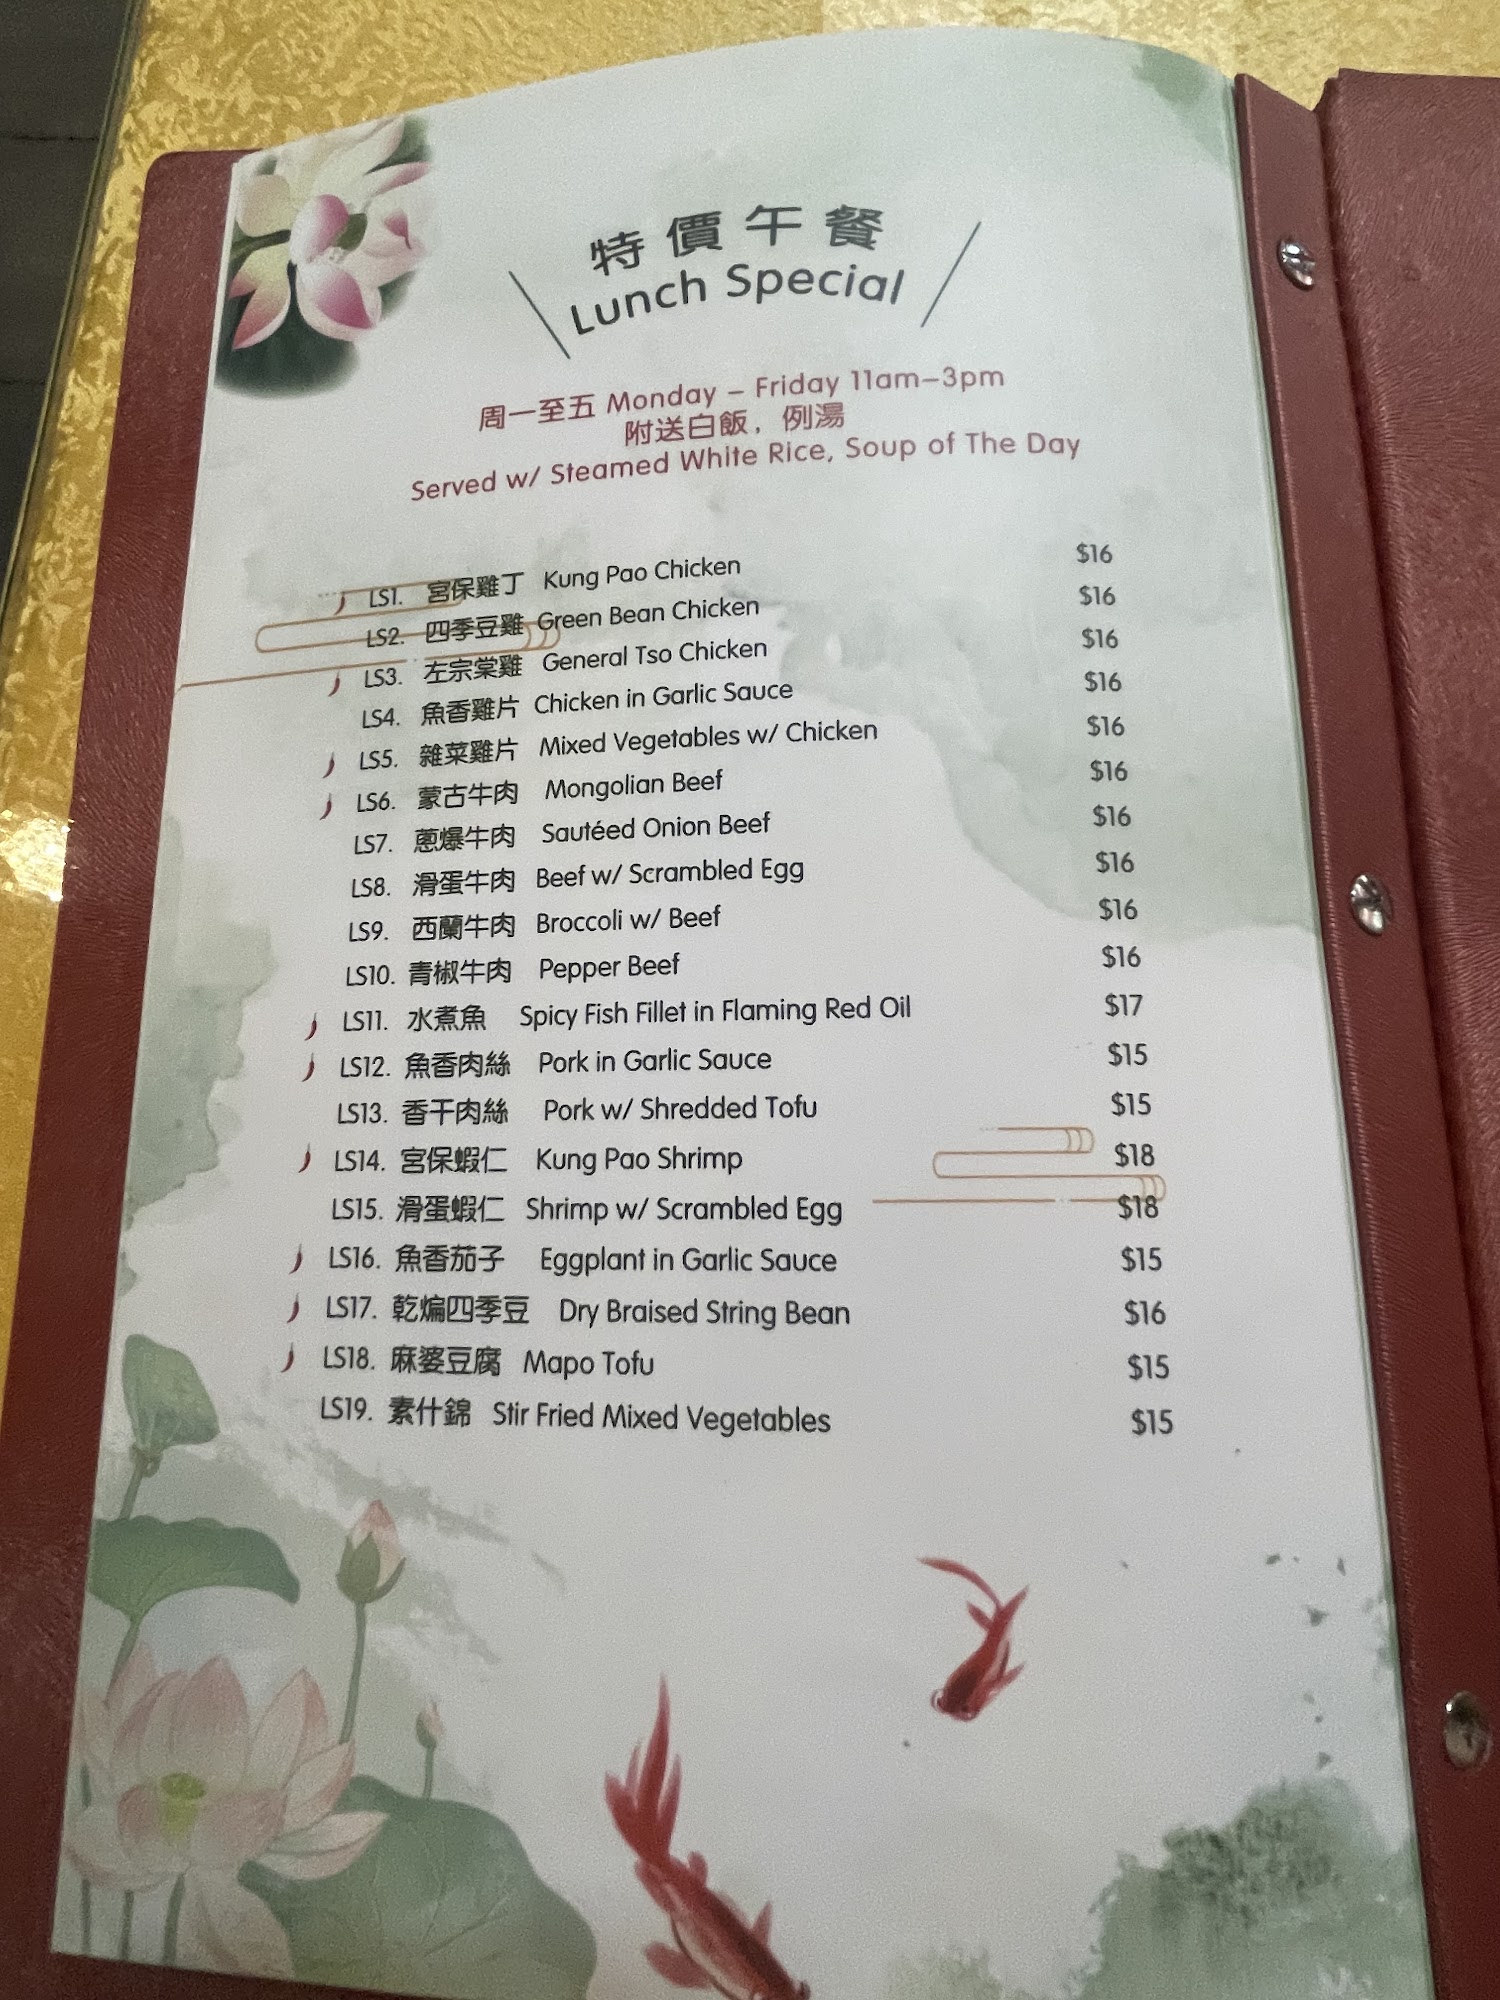 特價午餐
Lunch Special
周一至五 Monday – Friday 11am–3pm
附送白飯，例湯
Served w/ Steamed White Rice, Soup of The Day
LS1. 宮保雞丁 Kung Pao Chicken $16
LS2. 四季豆雞 Green Bean Chicken $16
LS3. 左宗棠雞 General Tso Chicken $16
LS4. 魚香雞片 Chicken in Garlic Sauce $16
LS5. 雜菜雞片 Mixed Vegetables w/ Chicken $16
LS6. 蒙古牛肉 Mongolian Beef $16
LS7. 蔥爆牛肉 Sautéed Onion Beef $16
LS8. 滑蛋牛肉 Beef w/ Scrambled Egg $16
LS9. 西蘭牛肉 Broccoli w/ Beef $16
LS10. 青椒牛肉 Pepper Beef $16
LS11. 水煮魚 Spicy Fish Fillet in Flaming Red Oil $17
LS12. 魚香肉絲 Pork in Garlic Sauce $15
LS13. 香干肉絲 Pork w/ Shredded Tofu $15
LS14. 宮保蝦仁 Kung Pao Shrimp $18
LS15. 滑蛋蝦仁 Shrimp w/ Scrambled Egg $18
LS16. 魚香茄子 Eggplant in Garlic Sauce $15
LS17. 乾煸四季豆 Dry Braised String Bean $16
LS18. 麻婆豆腐 Mapo Tofu $15
LS19. 素什錦 Stir Fried Mixed Vegetables $15